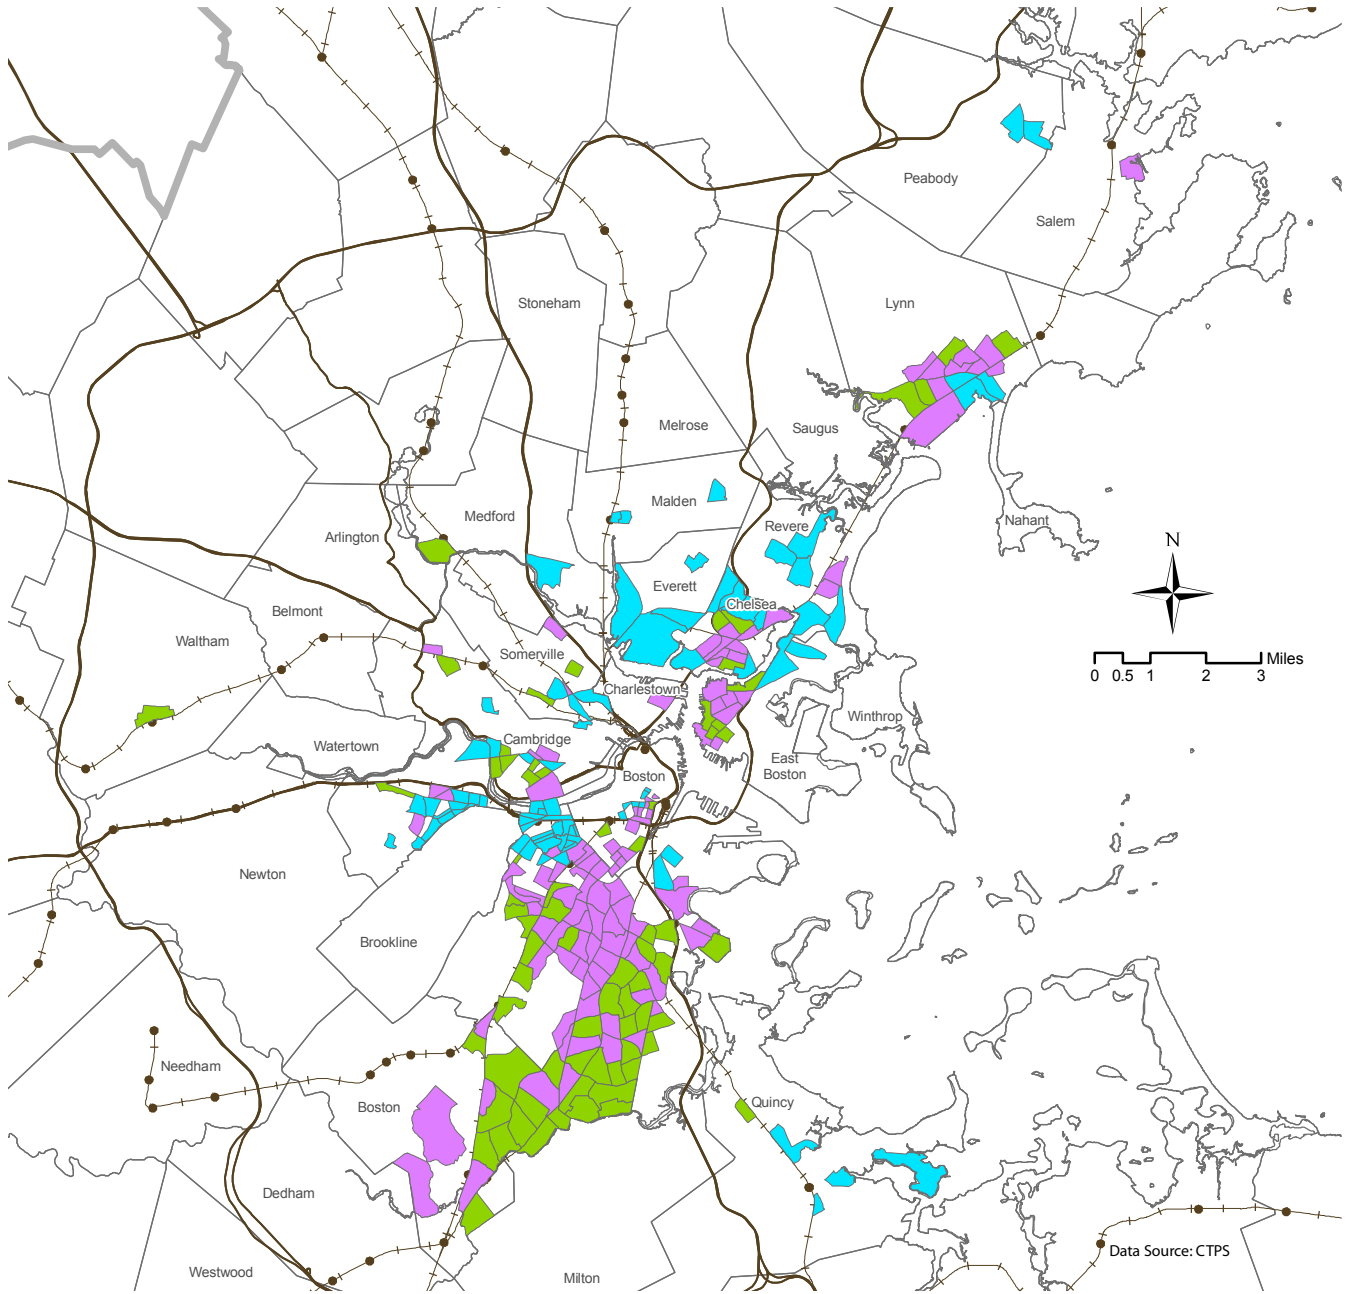 Peabody
Salem
Stoneham
Lynn
Melrose
Saugus
Malden
Medford
Revere
Nahant
Arlington
N
Everett
Chelsea
Belmont
Waltham
Somerville
Miles
0 0.5 1 2 3
Charlestown
Winthrop
Cambridge
Watertown
East
Boston
Boston
Newton
Brookline
Needham
Quincy
Boston
Dedham
Data Source: CTPS
Westwood
Milton